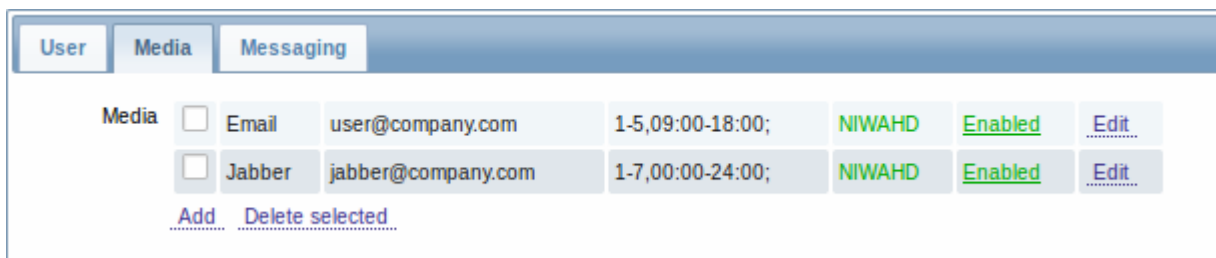 User Media Messaging
Media Email user@company.com 1-5,09:00-18:00; NIWAHD Enabled Edit
Jabber jabber@company.com 1-7,00:00-24:00; NIWAHD Enabled Edit
Add Delete selected